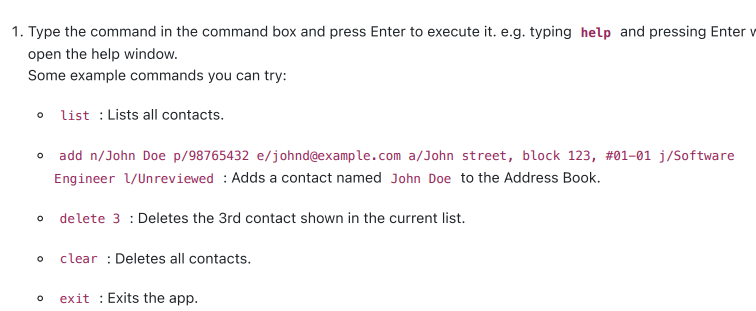 1. Type the command in the command box and press Enter to execute it. e.g. typing help and pressing Enter
open the help window.
Some example commands you can try:
list : Lists all contacts.
add n/John Doe p/98765432 e/johnd@example.com a/John street, block 123, #01-01 j/Software
Engineer l/Unreviewed : Adds a contact named John Doe to the Address Book.
delete 3 : Deletes the 3rd contact shown in the current list.
clear : Deletes all contacts.
exit : Exits the app.